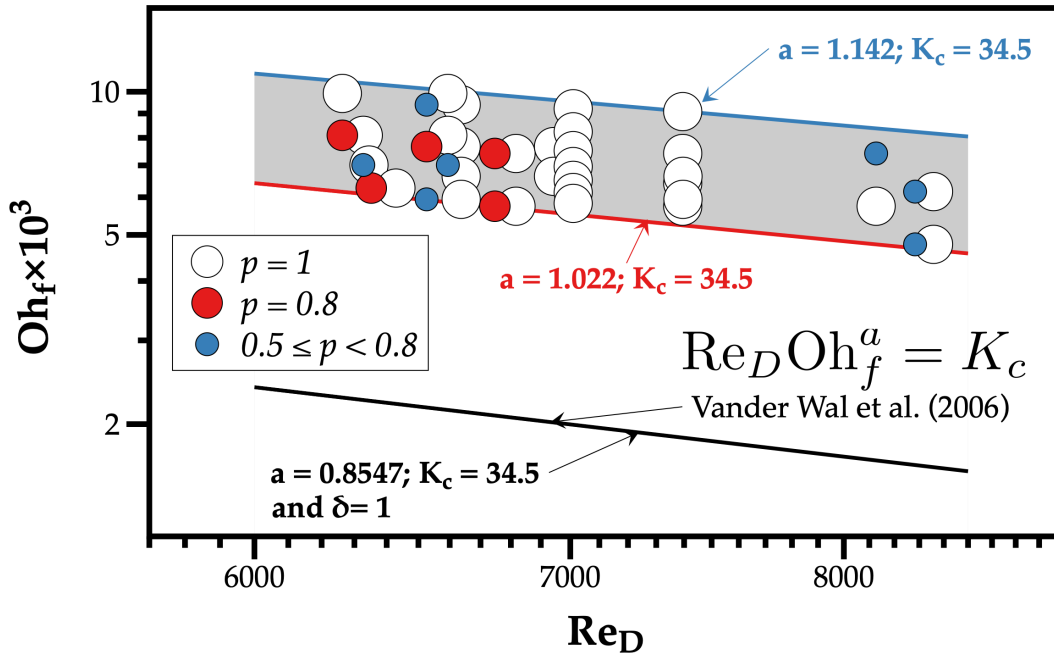 a = 1.142; K_c = 34.5
10
5
2
Oh_f×10³
p = 1
p = 0.8
0.5 ≤ p < 0.8
a = 1.022; K_c = 34.5
Re_D Oh_f^a = K_c
Vander Wal et al. (2006)
a = 0.8547; K_c = 34.5
and δ= 1
6000 7000 8000
Re_D